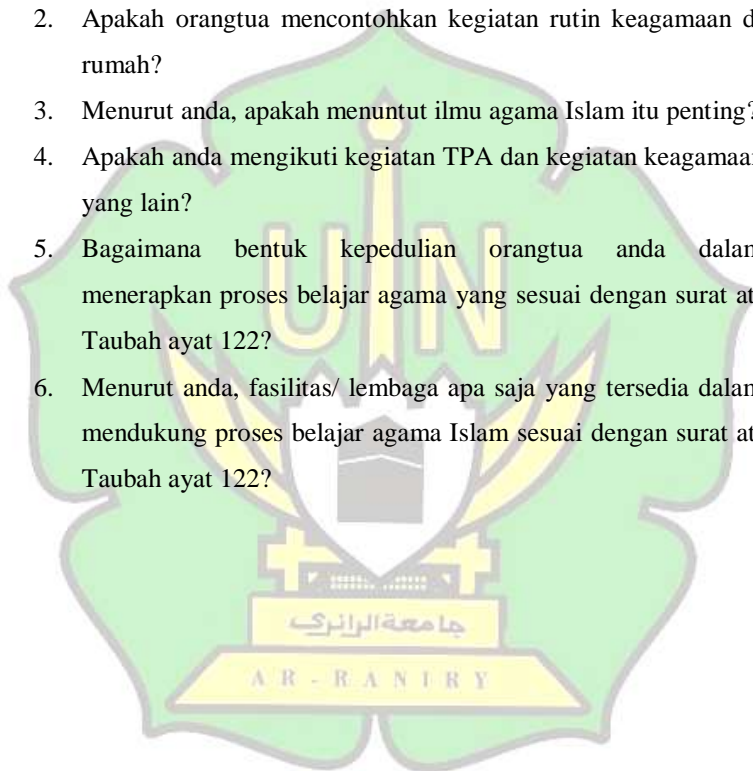 2. Apakah orangtua mencontohkan kegiatan rutin keagamaan d
rumah?
3. Menurut anda, apakah menuntut ilmu agama Islam itu penting?
4. Apakah anda mengikuti kegiatan TPA dan kegiatan keagamaan
yang lain?
5. Bagaimana bentuk kepedulian orangtua anda dalam
menerapkan proses belajar agama yang sesuai dengan surat at
Taubah ayat 122?
6. Menurut anda, fasilitas/ lembaga apa saja yang tersedia dalam
mendukung proses belajar agama Islam sesuai dengan surat at
Taubah ayat 122?
UIN
جامعة الرانري
AR-RANIRY